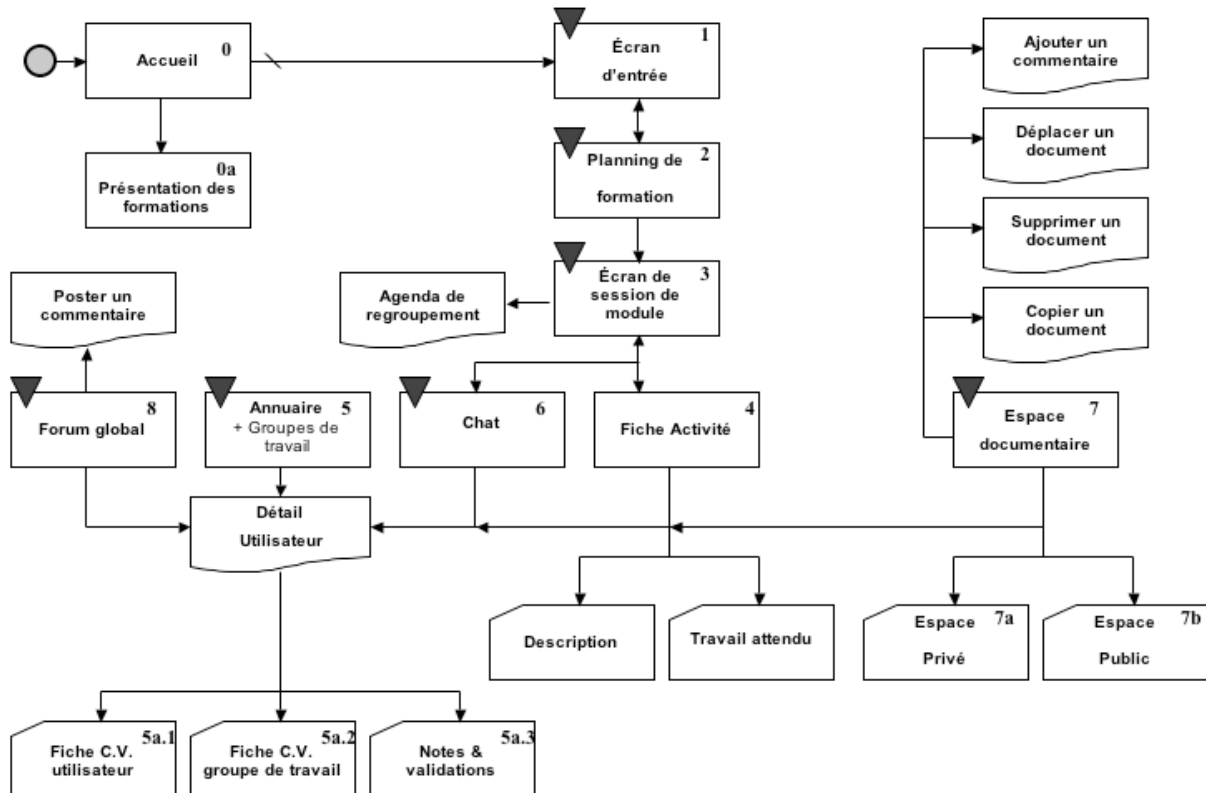 0
Accueil
1
Écran
d'entrée
Ajouter un
commentaire
0a
Présentation des
formations
2
Planning de
formation
Déplacer un
document
Supprimer un
document
Poster un
commentaire
Agenda de
regroupement
3
Écran de
session de
module
Copier un
document
8
Forum global
5
Annuaire
+ Groupes de
travail
6
Chat
4
Fiche Activité
7
Espace
documentaire
Détail
Utilisateur
Description
Travail attendu
7a
Espace
Privé
7b
Espace
Public
5a.1
Fiche C.V.
utilisateur
5a.2
Fiche C.V.
groupe de travail
5a.3
Notes &
validations